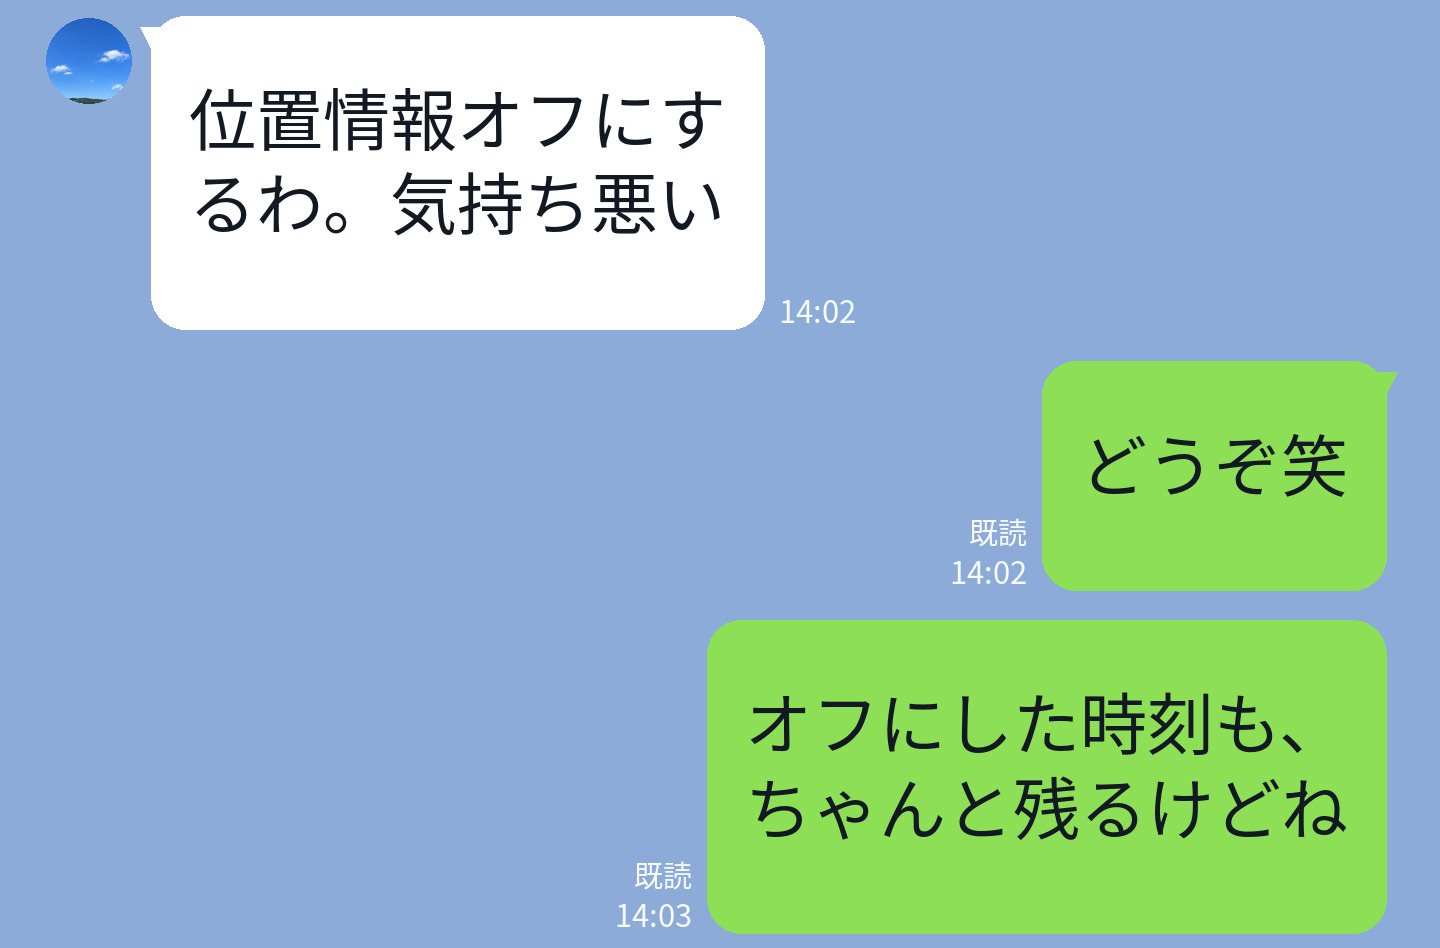 位置情報オフにす
るわ。気持ち悪い
14:02
どうぞ笑
既読
14:02
オフにした時刻も、
ちゃんと残るけどね
既読
14:03